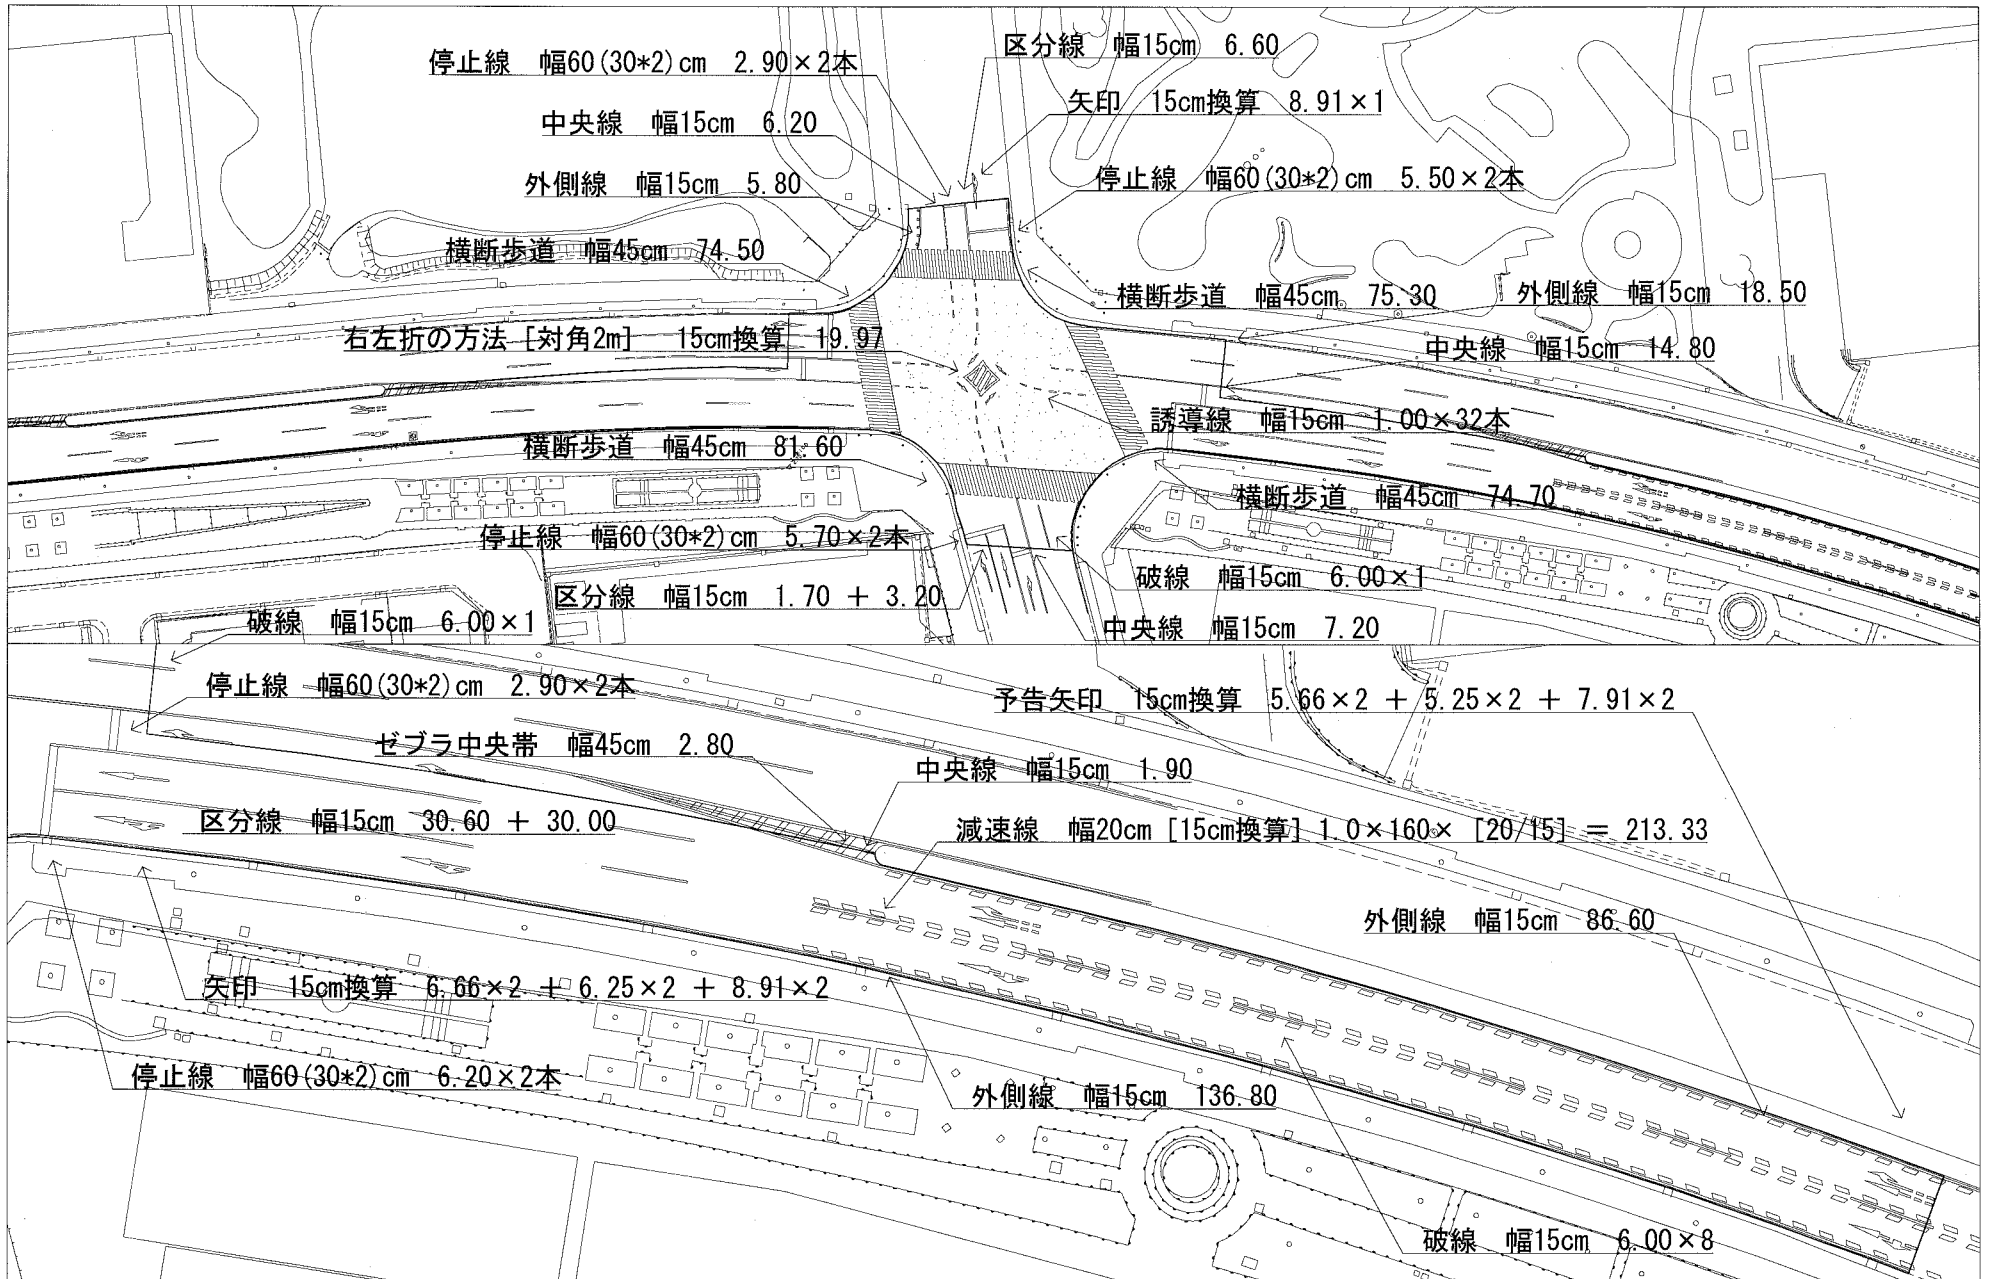 停止線　幅60(30*2)cm　2.90×2本
区分線　幅15cm　6.60
矢印　15cm換算　8.91×1
中央線　幅15cm　6.20
外側線　幅15cm　5.80
停止線　幅60(30*2)cm　5.50×2本
横断歩道　幅45cm　74.50
横断歩道　幅45cm　75.30
外側線　幅15cm　18.50
右左折の方法［対角2m］　15cm換算　19.97
中央線　幅15cm　14.80
誘導線　幅15cm　1.00×32本
横断歩道　幅45cm　81.60
横断歩道　幅45cm　74.70
停止線　幅60(30*2)cm　5.70×2本
破線　幅15cm　6.00×1
区分線　幅15cm　1.70 ＋ 3.20
破線　幅15cm　6.00×1
中央線　幅15cm　7.20
停止線　幅60(30*2)cm　2.90×2本
予告矢印　15cm換算　5.66×2 ＋ 5.25×2 ＋ 7.91×2
ゼブラ中央帯　幅45cm　2.80
中央線　幅15cm　1.90
区分線　幅15cm　30.60 ＋ 30.00
減速線　幅20cm［15cm換算］1.0×160×［20/15］＝ 213.33
外側線　幅15cm　86.60
矢印　15cm換算　6.66×2 ＋ 6.25×2 ＋ 8.91×2
停止線　幅60(30*2)cm　6.20×2本
外側線　幅15cm　136.80
破線　幅15cm　6.00×8